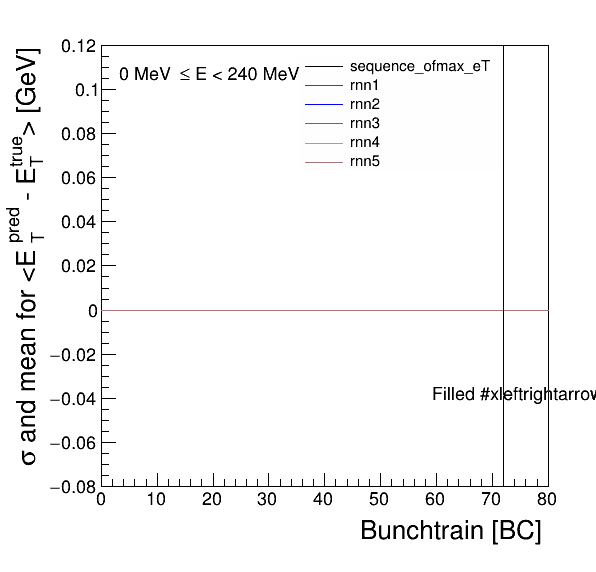 σ and mean for <E_T^pred - E_T^true> [GeV]
0.12
0.1
0.08
0.06
0.04
0.02
0
−0.02
−0.04
−0.06
−0.08
0 MeV ≤ E < 240 MeV
sequence_ofmax_eT
rnn1
rnn2
rnn3
rnn4
rnn5
Filled #xleftrightarrow
0 10 20 30 40 50 60 70 80
Bunchtrain [BC]